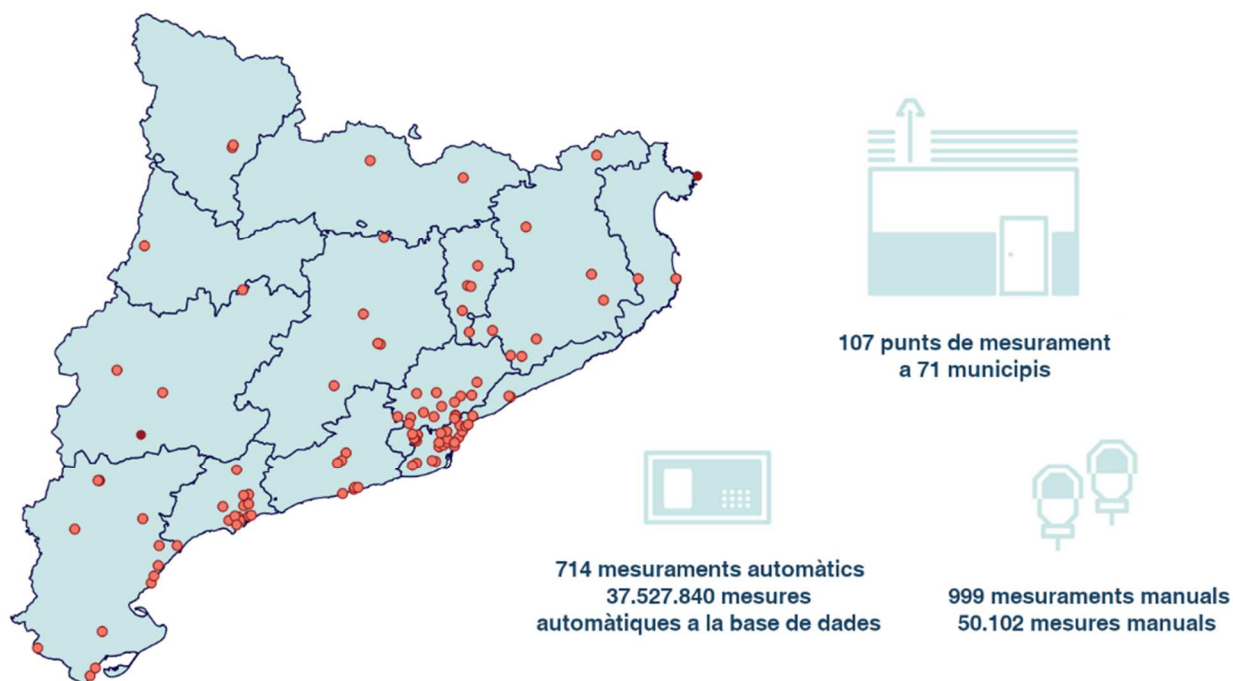 107 punts de mesurament
a 71 municipis
714 mesuraments automàtics
37.527.840 mesures
automàtiques a la base de dades
999 mesuraments manuals
50.102 mesures manuals